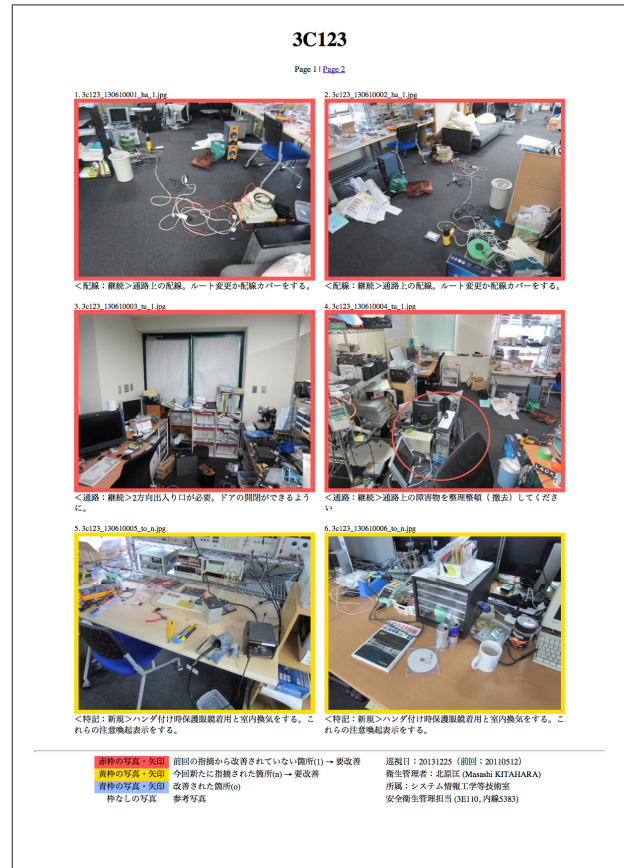 3C123
Page 1 | Page 2
1. 3c123_130610001_ha_1.jpg
2. 3c123_130610002_ha_1.jpg
＜配線：継続＞通路上の配線。ルート変更か配線カバーをする。
＜配線：継続＞通路上の配線。ルート変更か配線カバーをする。
3. 3c123_130610003_tu_1.jpg
4. 3c123_130610004_tu_1.jpg
＜通路：継続＞2方向出入り口が必要。ドアの開閉ができるよう
に。
＜通路：継続＞通路上の障害物を整理整頓（撤去）してくださ
い
5. 3c123_130610005_to_n.jpg
6. 3c123_130610006_to_n.jpg
＜特記：新規＞ハンダ付け時保護眼鏡着用と室内換気をする。こ
れらの注意喚起表示をする。
＜特記：新規＞ハンダ付け時保護眼鏡着用と室内換気をする。こ
れらの注意喚起表示をする。
赤枠の写真・矢印 前回の指摘から改善されていない箇所(1) → 要改善
黄枠の写真・矢印 今回新たに指摘された箇所(n) → 要改善
青枠の写真・矢印 改善された箇所(o)
枠なしの写真 参考写真
巡視日：20131225（前回：20110512）
衛生管理者：北原匡 (Masashi KITAHARA)
所属：システム情報工学等技術室
安全衛生管理担当 (3E110, 内線5383)